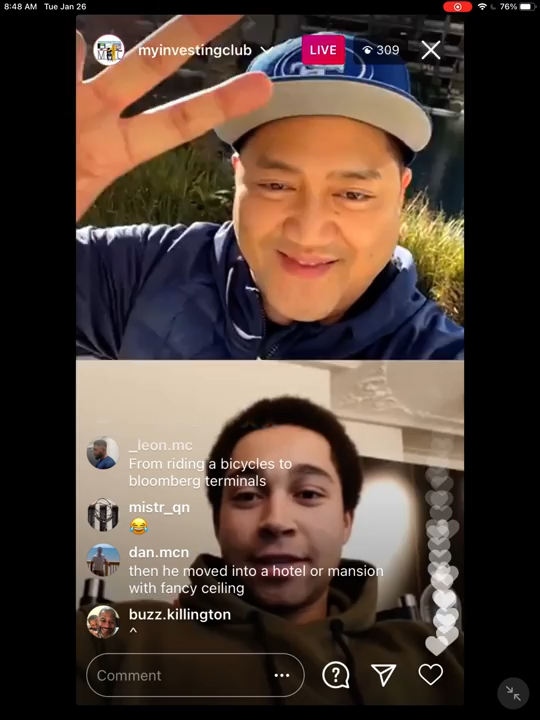 8:48 AM Tue Jan 26
76%
myinvestingclub
LIVE
309
_leon.mc
From riding a bicycles to
bloomberg terminals
mistr_qn
😂
dan.mcn
then he moved into a hotel or mansion
with fancy ceiling
buzz.killington
^
Comment